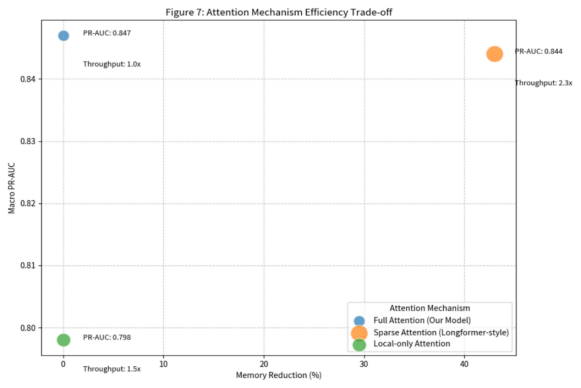 Figure 7: Attention Mechanism Efficiency Trade-off
PR-AUC: 0.847
Throughput: 1.0x
PR-AUC: 0.844
Throughput: 2.3x
0.84
0.83
0.82
0.81
0.80
Macro PR-AUC
Attention Mechanism
Full Attention (Our Model)
Sparse Attention (Longformer-style)
Local-only Attention
PR-AUC: 0.798
Throughput: 1.5x
0
10
20
30
40
Memory Reduction (%)